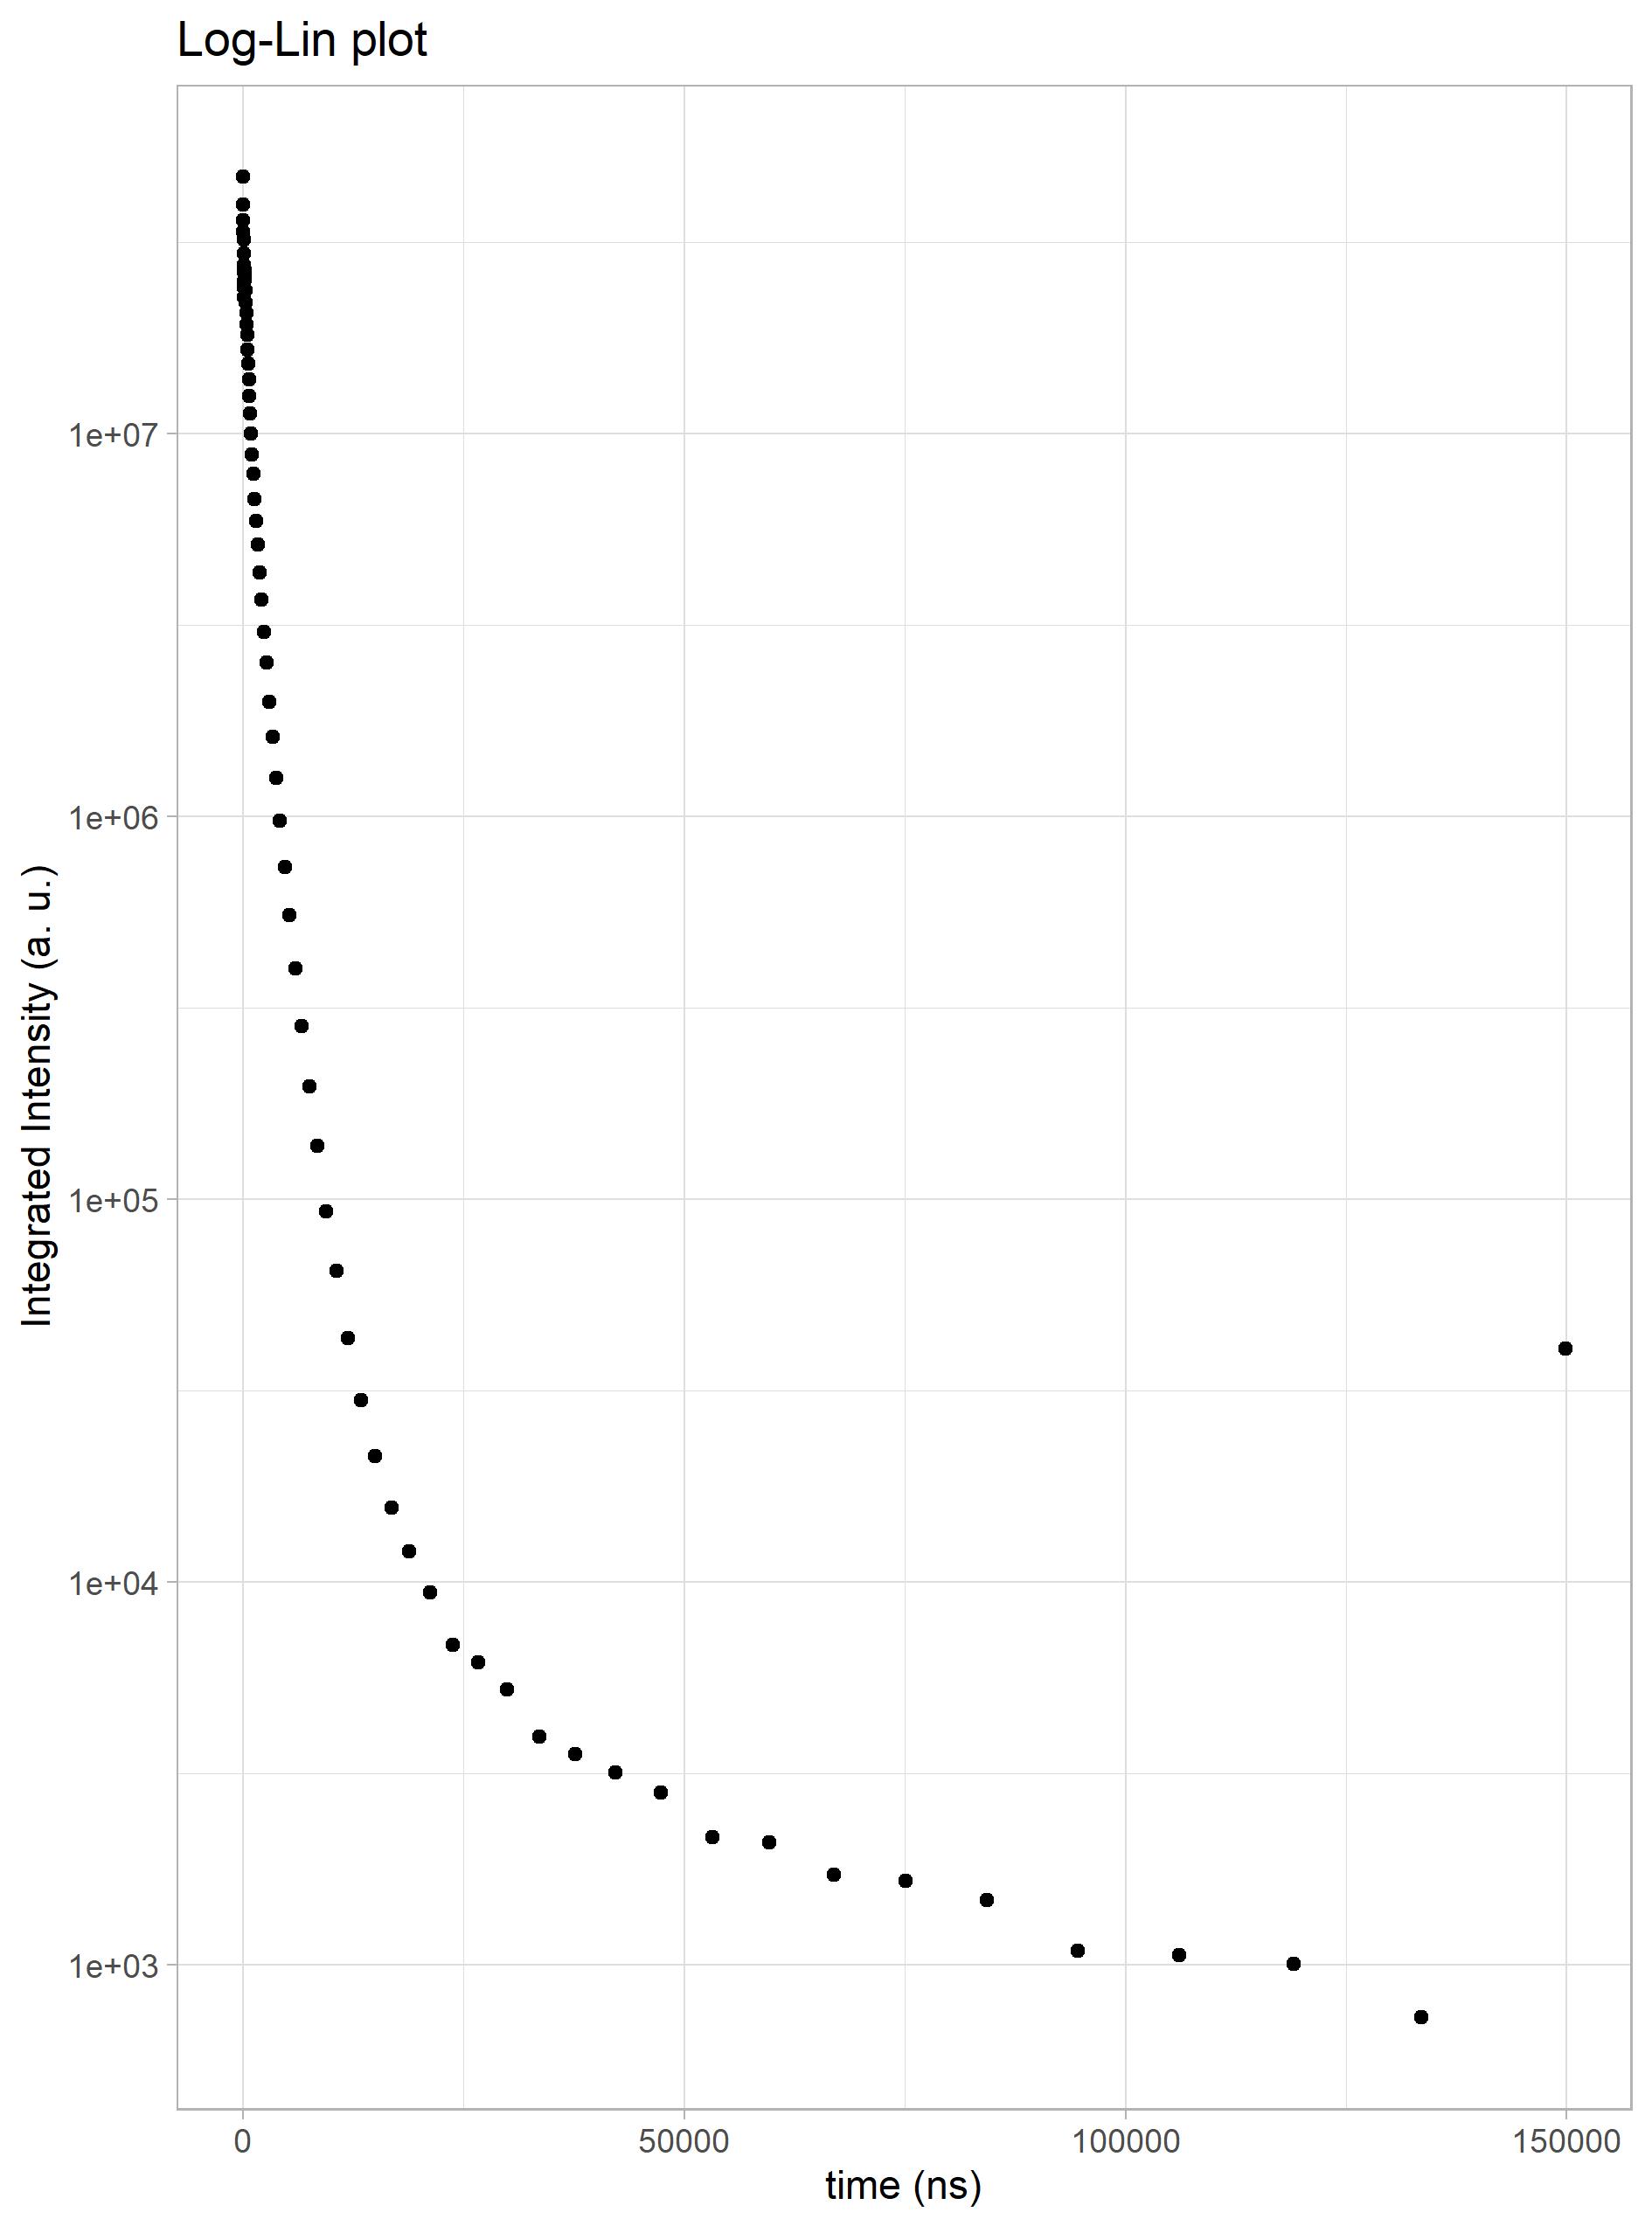 Log-Lin plot
Integrated Intensity (a. u.)
1e+07
1e+06
1e+05
1e+04
1e+03
0 50000 100000 150000
time (ns)